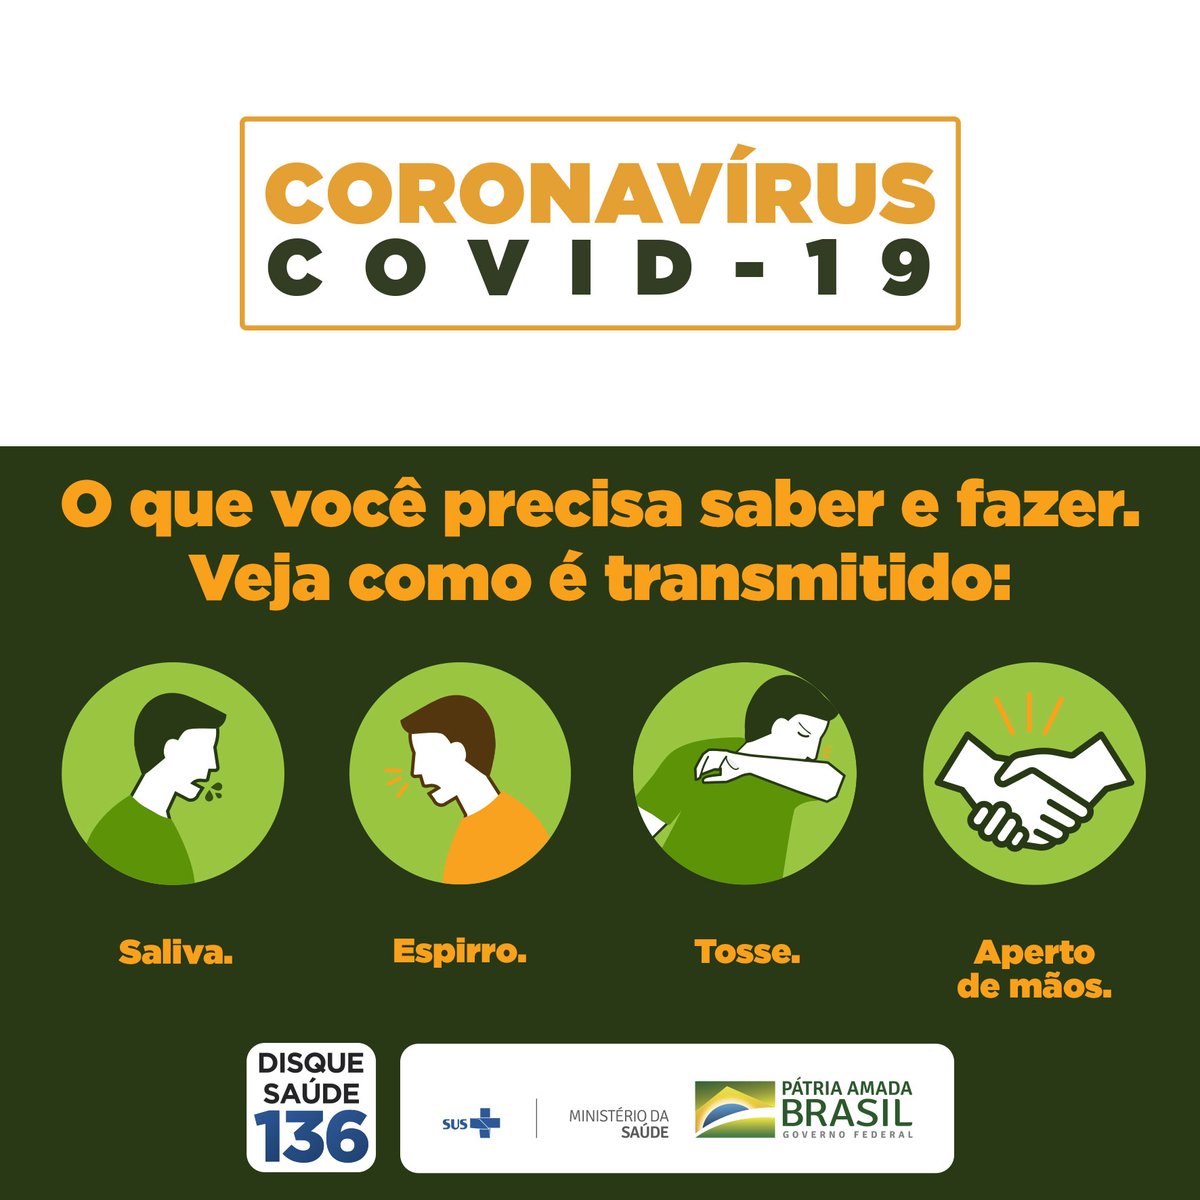 CORONAVÍRUS
COVID-19
O que você precisa saber e fazer.
Veja como é transmitido:
Saliva.
Espirro.
Tosse.
Aperto
de mãos.
DISQUE
SAÚDE
136
SUS
MINISTÉRIO DA
SAÚDE
PÁTRIA AMADA
BRASIL
GOVERNO FEDERAL